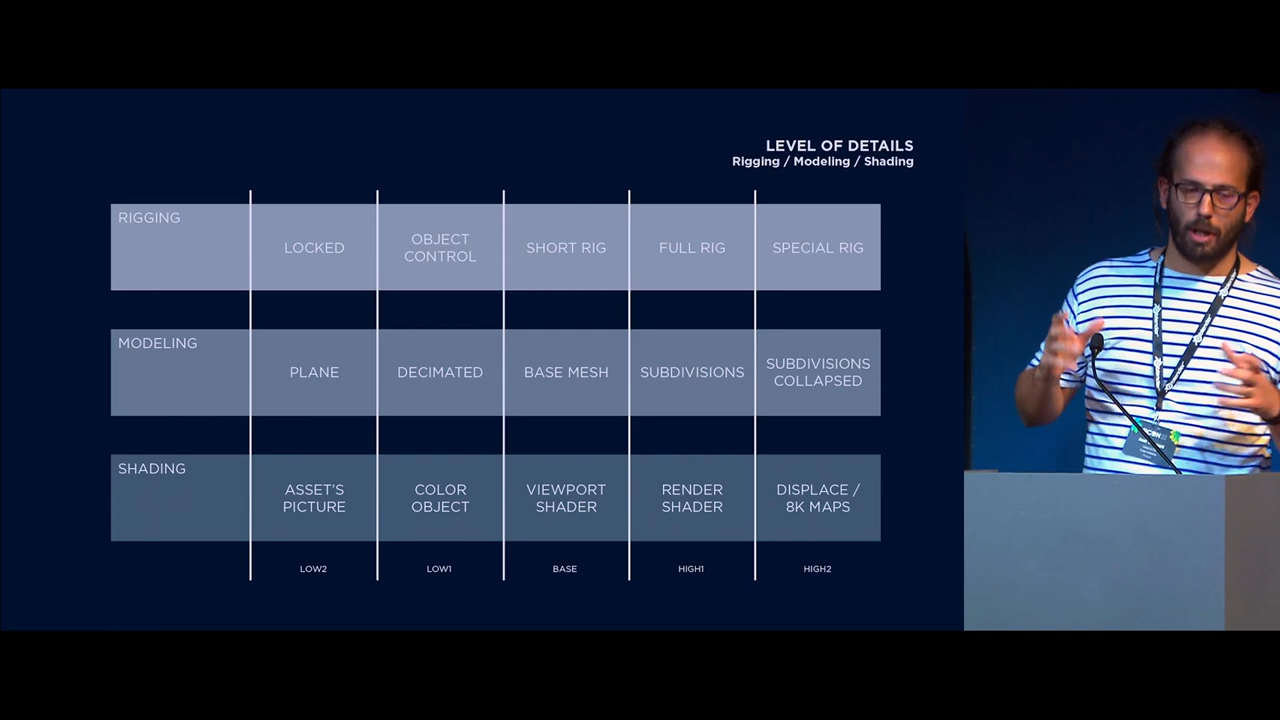 LEVEL OF DETAILS
Rigging / Modeling / Shading
RIGGING
LOCKED
OBJECT
CONTROL
SHORT RIG
FULL RIG
SPECIAL RIG
MODELING
PLANE
DECIMATED
BASE MESH
SUBDIVISIONS
SUBDIVISIONS
COLLAPSED
SHADING
ASSET'S
PICTURE
COLOR
OBJECT
VIEWPORT
SHADER
RENDER
SHADER
DISPLACE /
8K MAPS
LOW2
LOW1
BASE
HIGH1
HIGH2